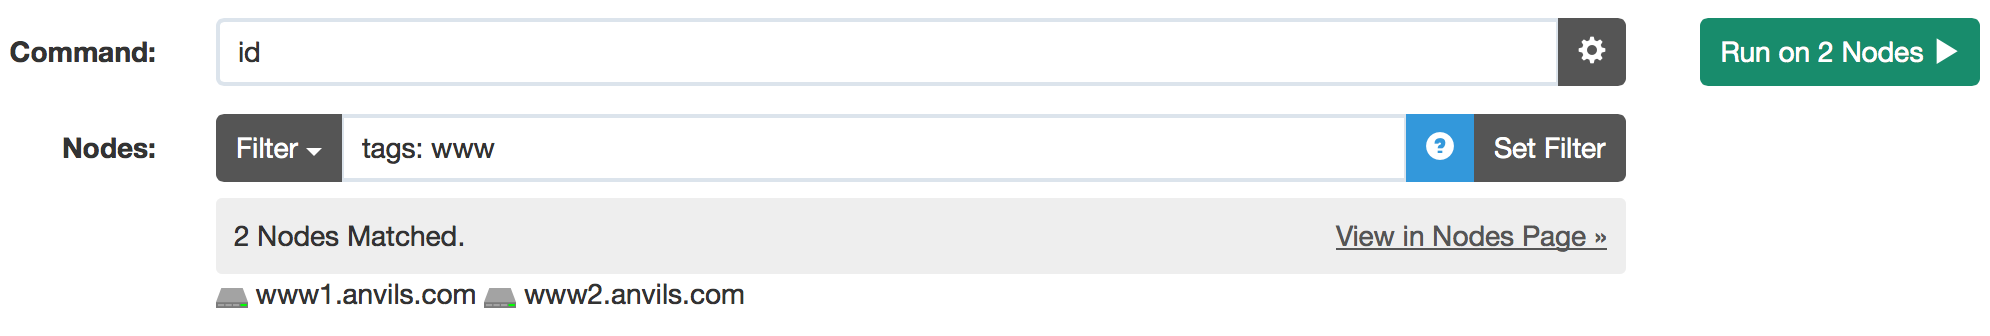 Command: id Run on 2 Nodes
Nodes: Filter tags: www ? Set Filter
2 Nodes Matched. View in Nodes Page »
www1.anvils.com www2.anvils.com